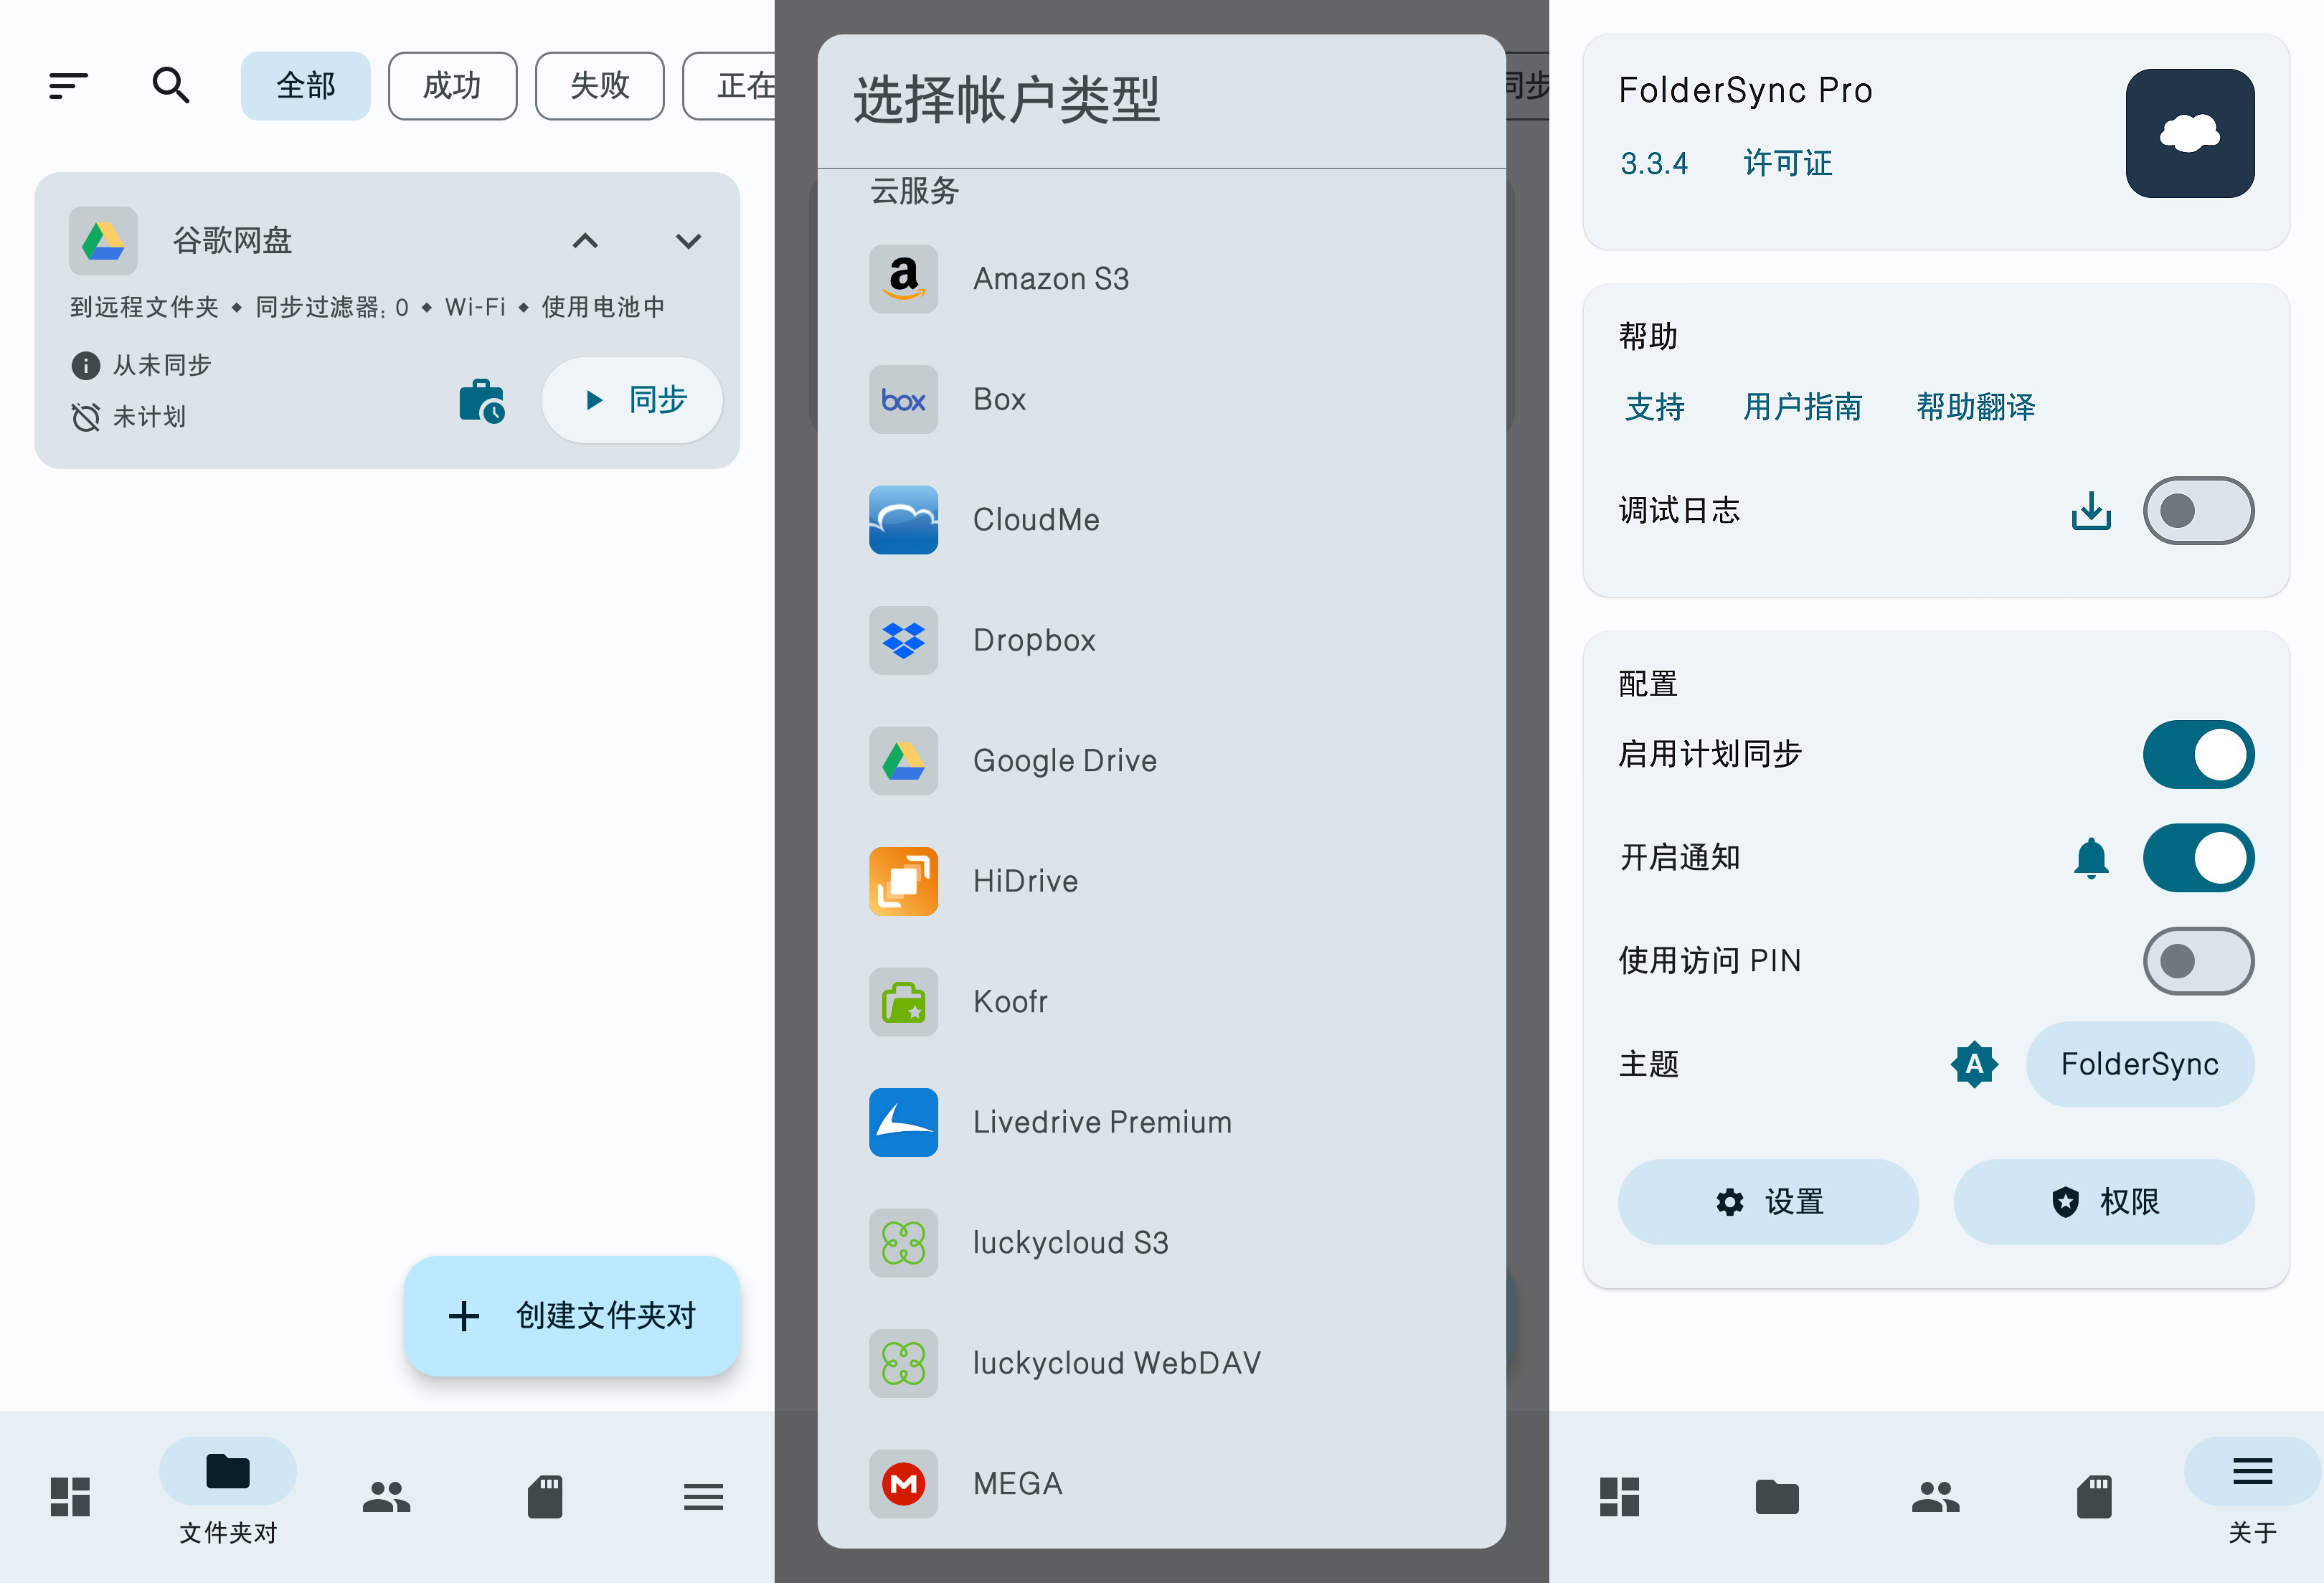 全部
成功
失败
正在
谷歌网盘
到远程文件夹 ◆ 同步过滤器: 0 ◆ Wi-Fi ◆ 使用电池中
从未同步
未计划
同步
创建文件夹对
文件夹对
同步
选择帐户类型
云服务
a
Amazon S3
box
Box
CloudMe
Dropbox
Google Drive
HiDrive
Koofr
Livedrive Premium
luckycloud S3
luckycloud WebDAV
M
MEGA
FolderSync Pro
3.3.4
许可证
帮助
支持
用户指南
帮助翻译
调试日志
配置
启用计划同步
开启通知
使用访问 PIN
主题
A
FolderSync
设置
权限
关于